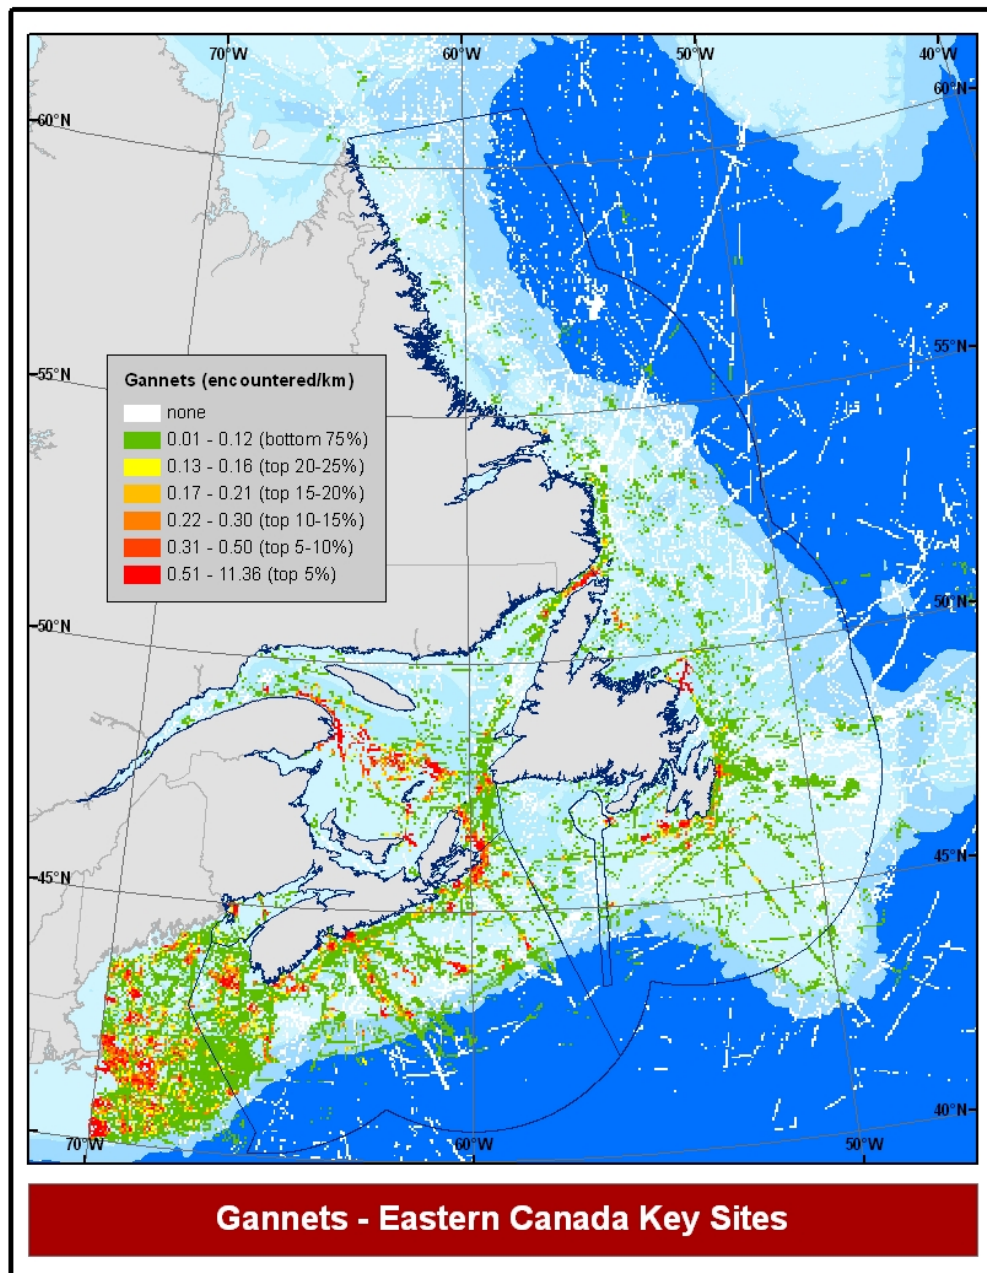 70°W
60°W
50°W
40°W
60°N
60°N
55°N
55°N
Gannets (encountered/km)
none
0.01 - 0.12 (bottom 75%)
0.13 - 0.16 (top 20-25%)
0.17 - 0.21 (top 15-20%)
0.22 - 0.30 (top 10-15%)
0.31 - 0.50 (top 5-10%)
0.51 - 11.36 (top 5%)
50°N
50°N
45°N
45°N
40°N
70°W
60°W
50°W
Gannets - Eastern Canada Key Sites